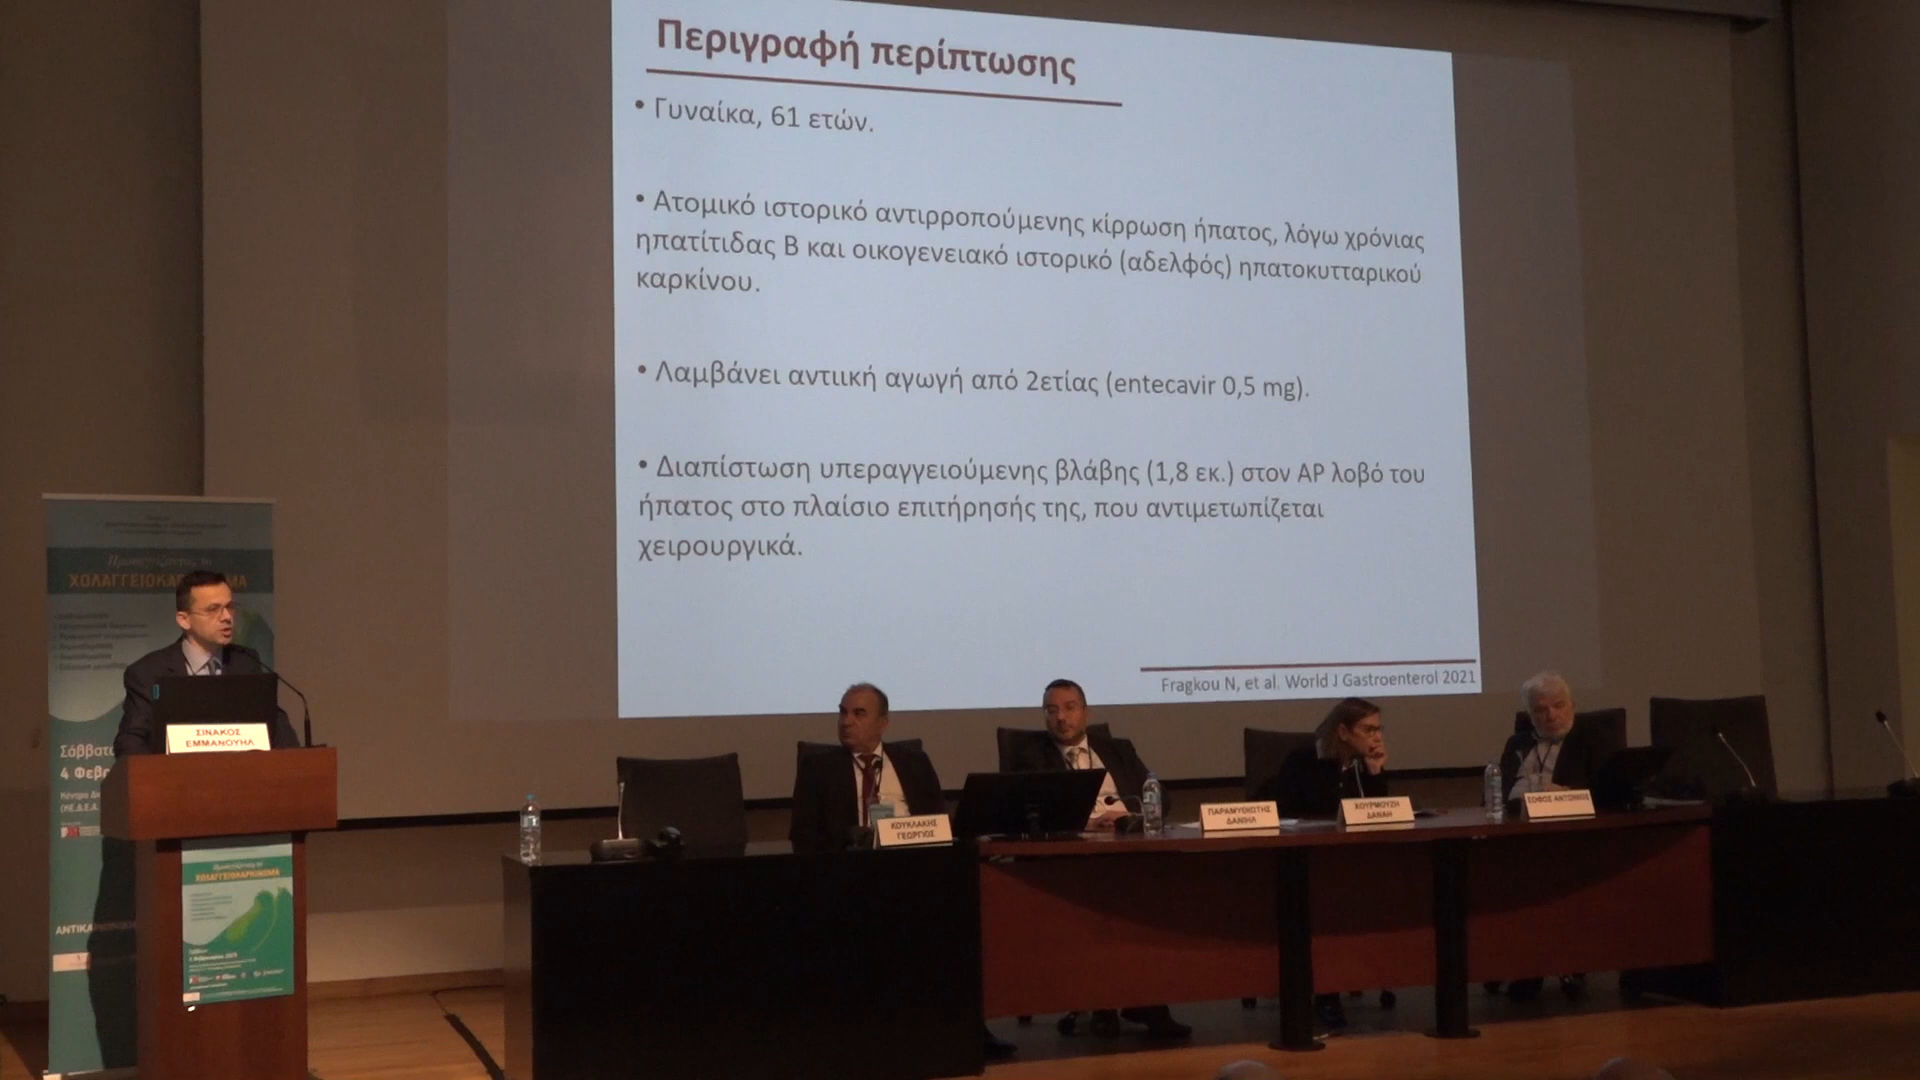 Περιγραφή περίπτωσης
• Γυναίκα, 61 ετών.
• Ατομικό ιστορικό αντιρροπούμενης κίρρωση ήπατος, λόγω χρόνιας
ηπατίτιδας Β και οικογενειακό ιστορικό (αδελφός) ηπατοκυτταρικού
καρκίνου.
• Λαμβάνει αντιική αγωγή από 2ετίας (entecavir 0,5 mg).
• Διαπίστωση υπεραγγειούμενης βλάβης (1,8 εκ.) στον ΑΡ λοβό του
ήπατος στο πλαίσιο επιτήρησής της, που αντιμετωπίζεται
χειρουργικά.
Fragkou N, et al. World J Gastroenterol 2021
Σάββατο
4 Φεβρ
ΣΙΝΑΚΟΣ
ΕΜΜΑΝΟΥΗΛ
ΚΟΥΚΛΑΚΗΣ
ΓΕΩΡΓΙΟΣ
ΠΑΡΑΜΥΘΙΩΤΗΣ
ΔΑΝΙΗΛ
ΧΟΥΡΜΟΥΖΗ
ΔΑΝΑΗ
ΣΟΦΟΣ ΑΝΤΩΝΙΟΣ
ΧΟΛΑΓΓΕΙΟΚΑΡΚΙΝΩΜΑ